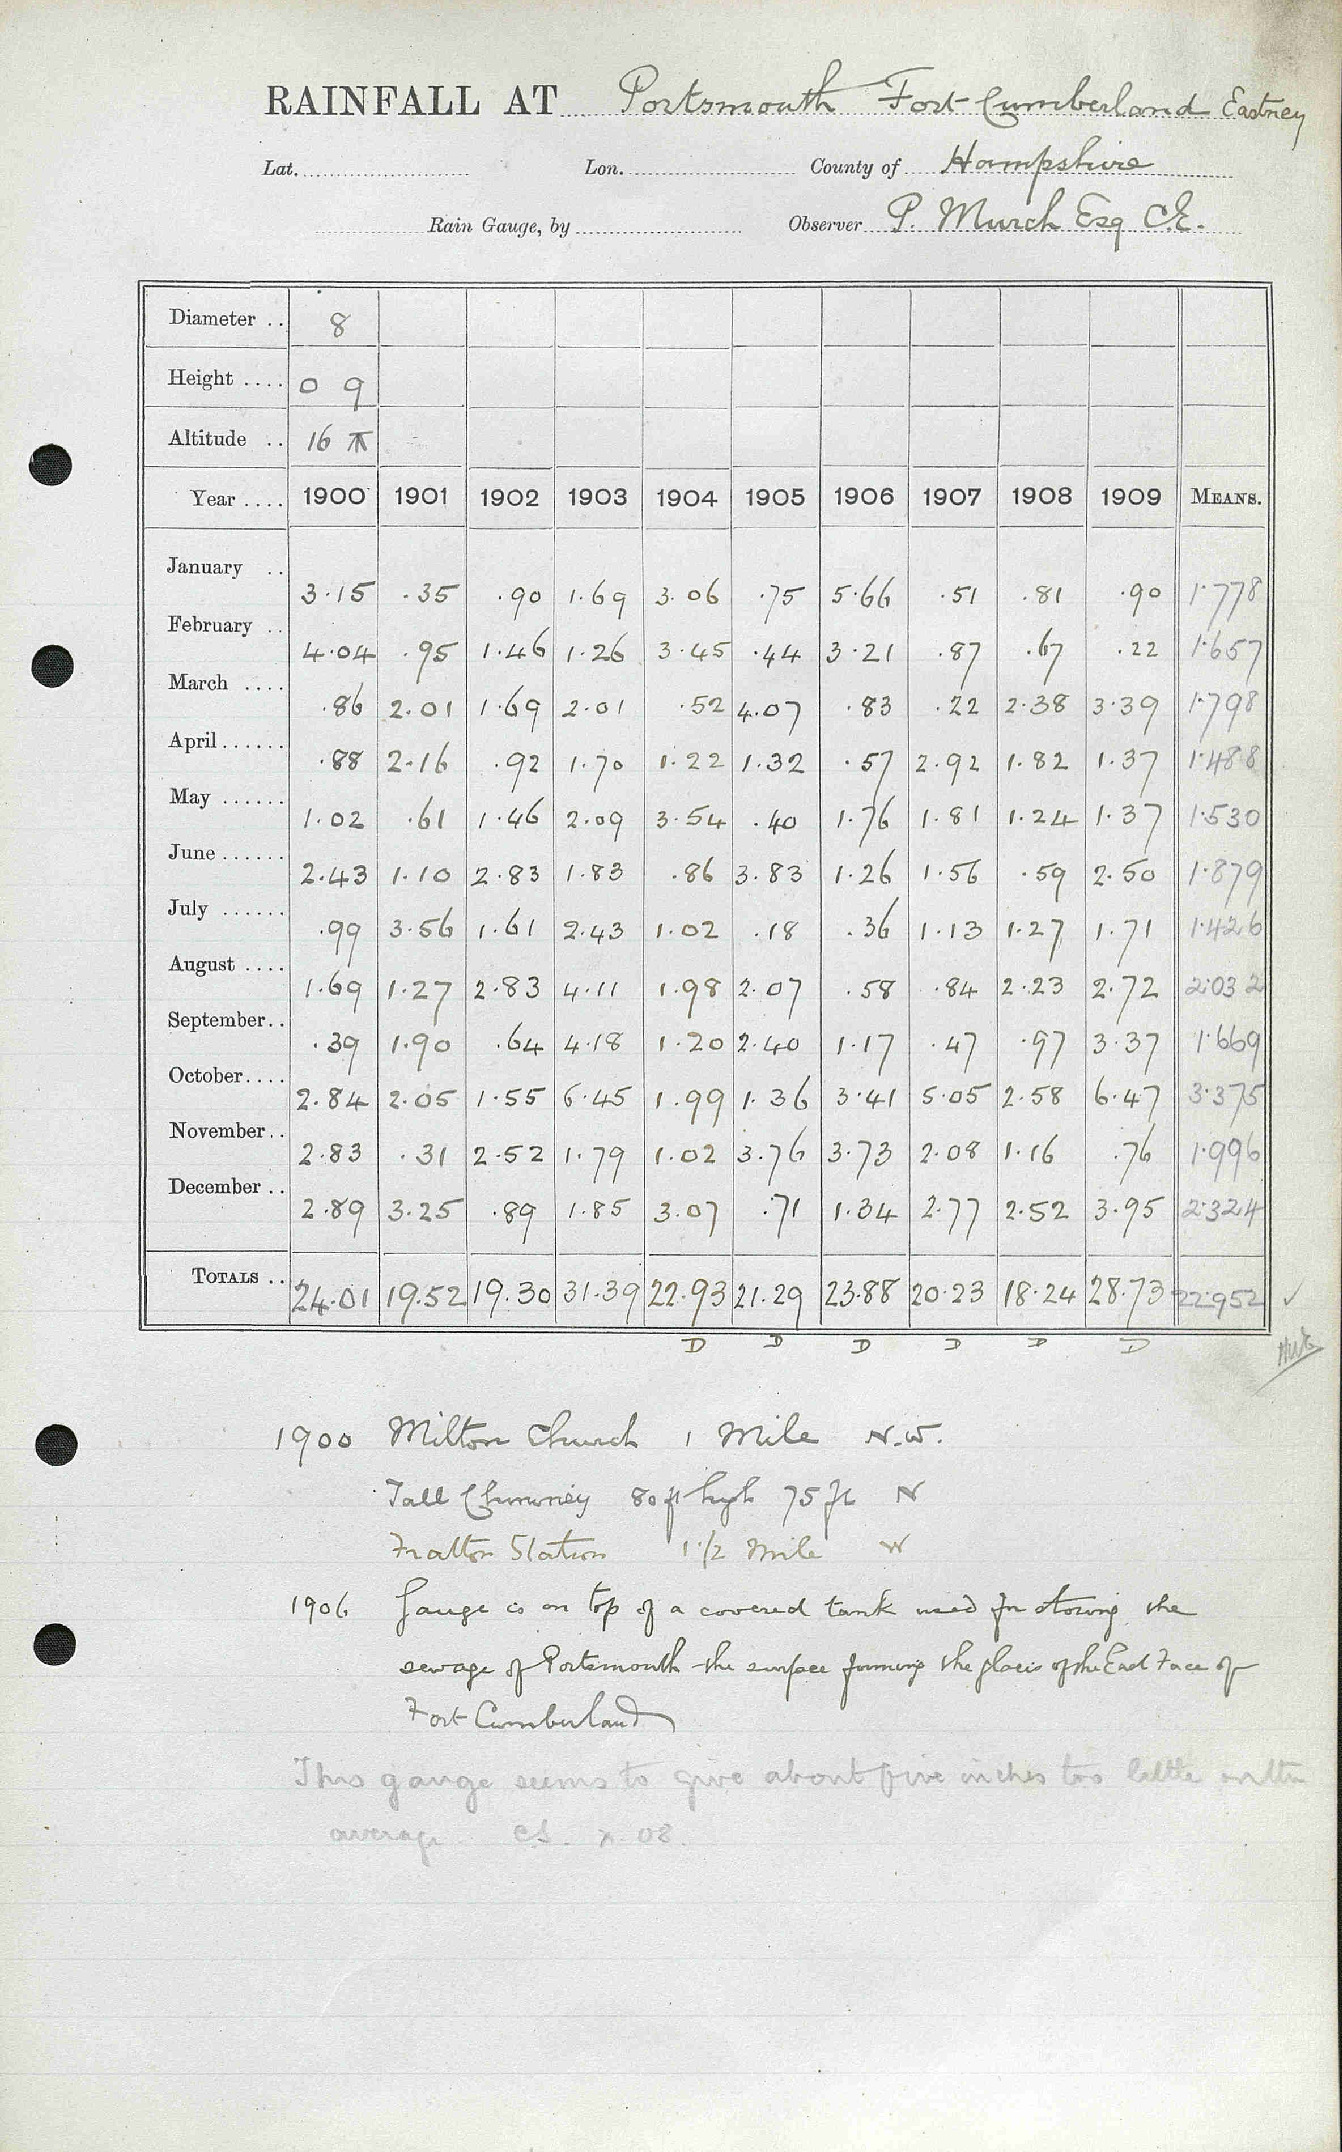 RAINFALL AT Portsmouth Fort Cumberland Eastney
Lat. Lon. County of Hampshire
Rain Gauge, by Observer P. Murch Esq C.E.
Diameter .. 8
Height .... 0 9
Altitude .. 16
Year .... 1900 1901 1902 1903 1904 1905 1906 1907 1908 1909 MEANS.
January .. 3.15 .35 .90 1.69 3.06 .75 5.66 .51 .81 .90 1.778
February .. 4.04 .95 1.46 1.26 3.45 .44 3.21 .87 .67 .22 1.657
March .... .86 2.01 1.69 2.01 .52 4.07 .83 .22 2.38 3.39 1.798
April ...... .88 2.16 .92 1.70 1.22 1.32 .57 2.92 1.82 1.37 1.488
May ...... 1.02 .61 1.46 2.09 3.54 .40 1.76 1.81 1.24 1.37 1.530
June ...... 2.43 1.10 2.83 1.83 .86 3.83 1.26 1.56 .59 2.50 1.879
July ...... .99 3.56 1.61 2.43 1.02 .18 .36 1.13 1.27 1.71 1.426
August .... 1.69 1.27 2.83 4.11 1.98 2.07 .58 .84 2.23 2.72 2.032
September .. .39 1.90 .64 4.18 1.20 2.40 1.17 .47 .97 3.37 1.669
October .... 2.84 2.05 1.55 6.45 1.99 1.36 3.41 5.05 2.58 6.47 3.375
November .. 2.83 .31 2.52 1.79 1.02 3.76 3.73 2.08 1.16 .76 1.996
December .. 2.89 3.25 .89 1.85 3.07 .71 1.34 2.77 2.52 3.95 2.324
TOTALS .. 24.01 19.52 19.30 31.39 22.93 21.29 23.88 20.23 18.24 28.73 22.952 ✓
D D D D D D
1900 Milton Church 1 Mile N.W.
Tall Chimney 80 ft high 75 ft N
Fratton Station 1 1/2 Mile W
1906 Gauge is on top of a covered tank used for storing the
sewage of Portsmouth the surface forming the glacis of the East Face of
Fort Cumberland
This gauge seems to give about five inches too little on the
average. x. 08.